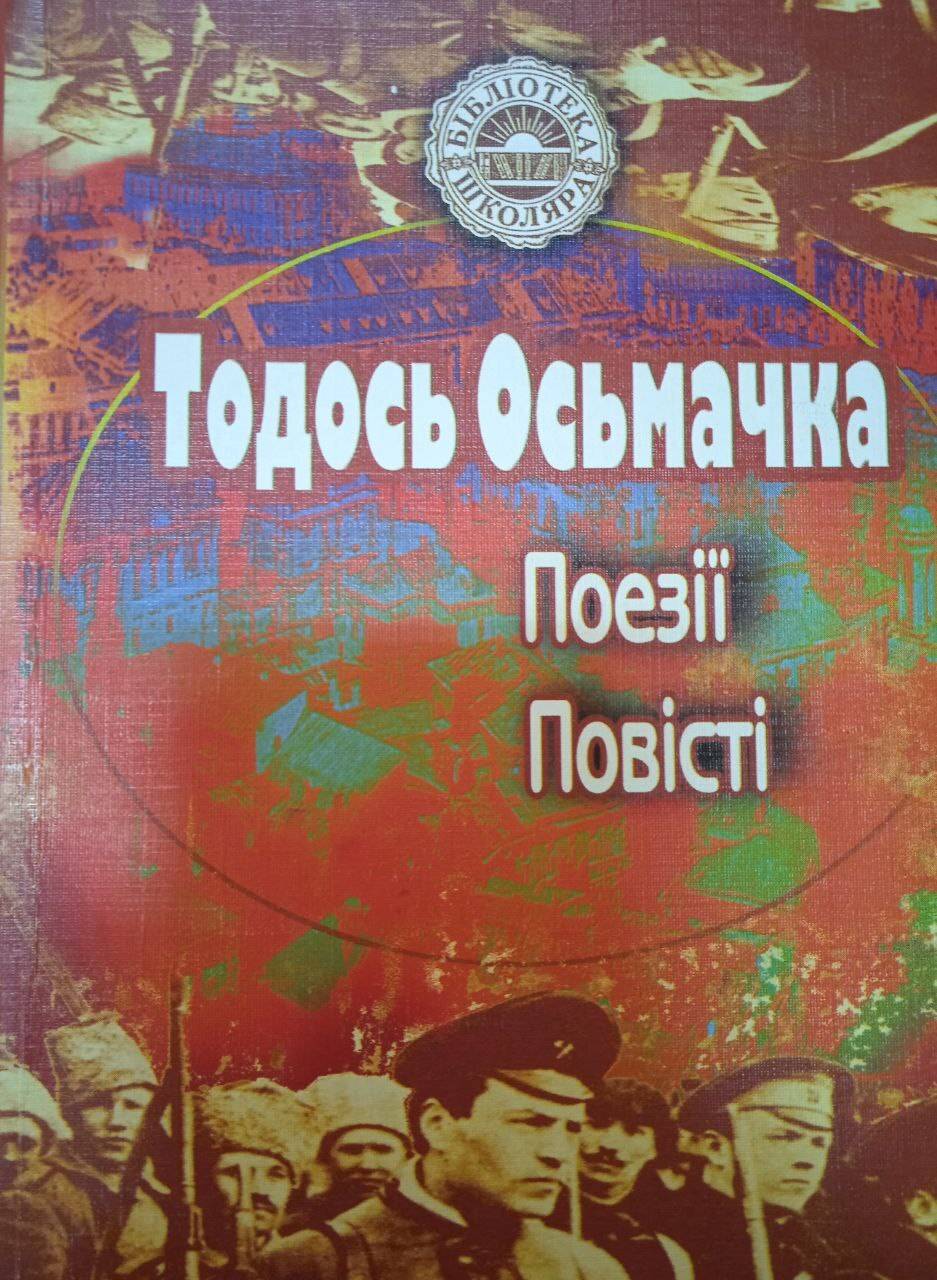 БІБЛІОТЕКА
ШКОЛЯРА
Тодось Осьмачка
Поезії
Повісті